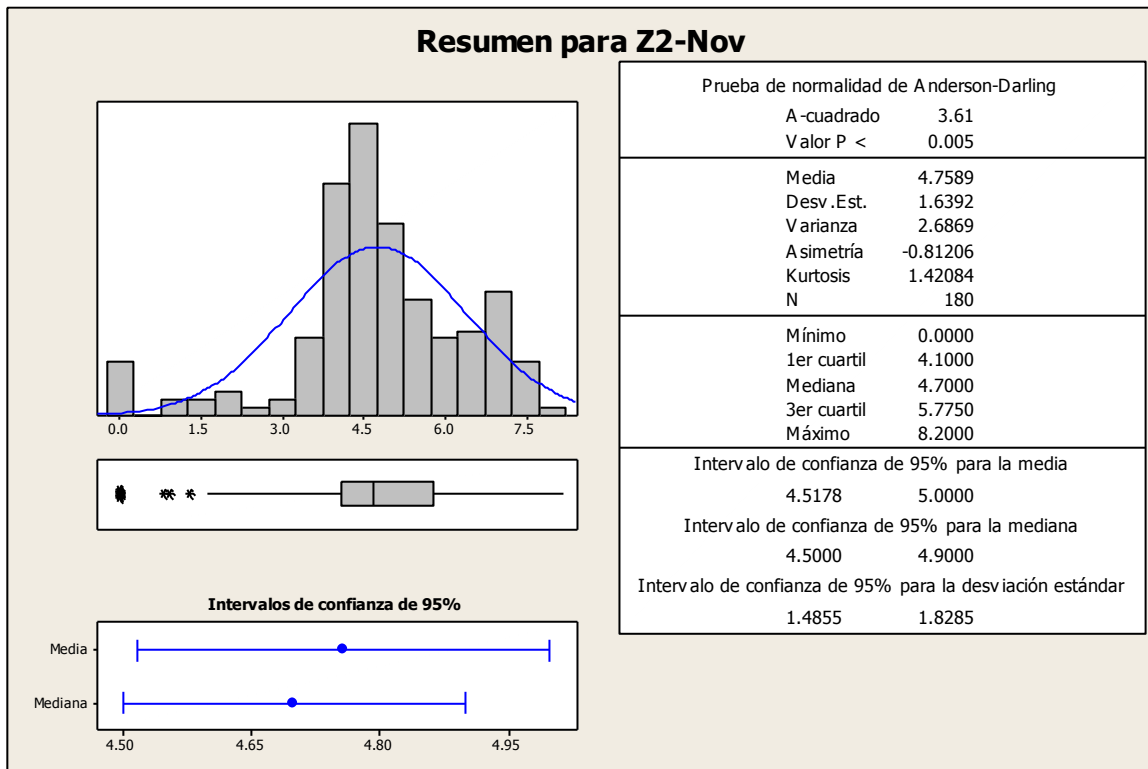 Resumen para Z2-Nov
0.0 1.5 3.0 4.5 6.0 7.5
Intervalos de confianza de 95%
Media
Mediana
4.50 4.65 4.80 4.95
Prueba de normalidad de Anderson-Darling
A-cuadrado 3.61
Valor P < 0.005
Media 4.7589
Desv.Est. 1.6392
Varianza 2.6869
Asimetría -0.81206
Kurtosis 1.42084
N 180
Mínimo 0.0000
1er cuartil 4.1000
Mediana 4.7000
3er cuartil 5.7750
Máximo 8.2000
Intervalo de confianza de 95% para la media
4.5178 5.0000
Intervalo de confianza de 95% para la mediana
4.5000 4.9000
Intervalo de confianza de 95% para la desviación estándar
1.4855 1.8285